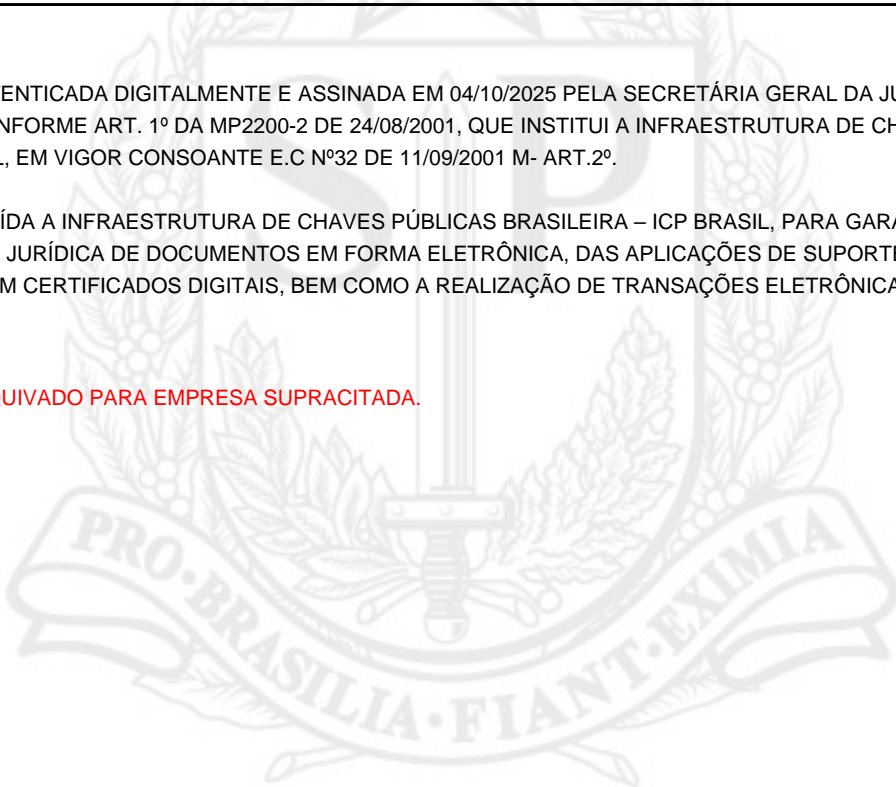 ENTICADA DIGITALMENTE E ASSINADA EM 04/10/2025 PELA SECRETÁRIA GERAL DA JU
NFORME ART. 1º DA MP2200-2 DE 24/08/2001, QUE INSTITUI A INFRAESTRUTURA DE CH
L, EM VIGOR CONSOANTE E.C Nº32 DE 11/09/2001 M- ART.2º.
ÍDA A INFRAESTRUTURA DE CHAVES PÚBLICAS BRASILEIRA – ICP BRASIL, PARA GARA
JURÍDICA DE DOCUMENTOS EM FORMA ELETRÔNICA, DAS APLICAÇÕES DE SUPORTE
M CERTIFICADOS DIGITAIS, BEM COMO A REALIZAÇÃO DE TRANSAÇÕES ELETRÔNICA
UIVADO PARA EMPRESA SUPRACITADA.
SP
PRO·BRASILIA·FIANT·EXIMIA